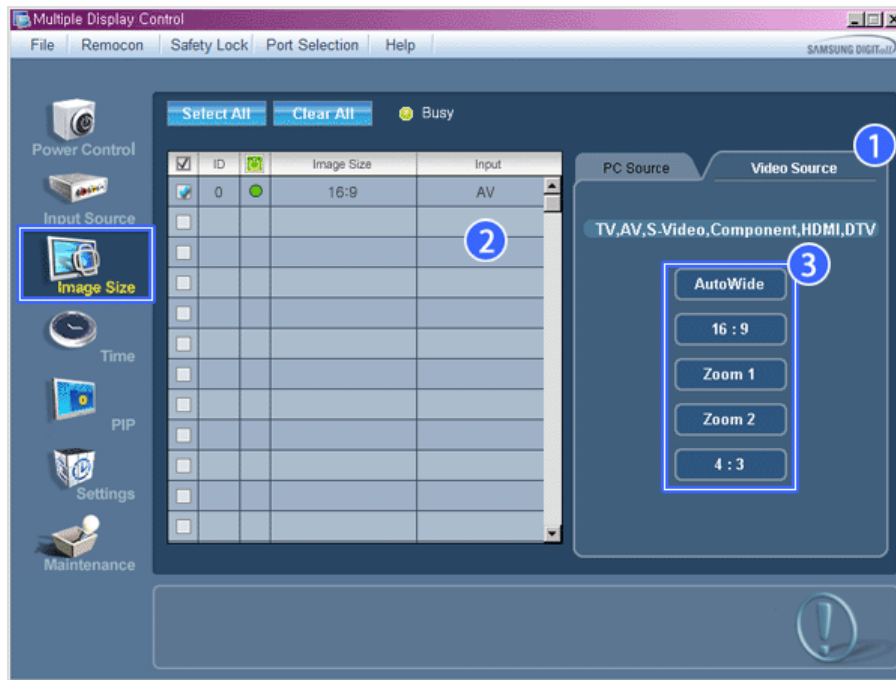 Multiple Display Control
File Remocon Safety Lock Port Selection Help
SAMSUNG DIGITall
Select All Clear All Busy
Power Control
Input Source
Image Size
Time
PIP
Settings
Maintenance
ID Image Size Input
0 16:9 AV
2
PC Source Video Source
1
TV,AV,S-Video,Component,HDMI,DTV
3
AutoWide
16 : 9
Zoom 1
Zoom 2
4 : 3